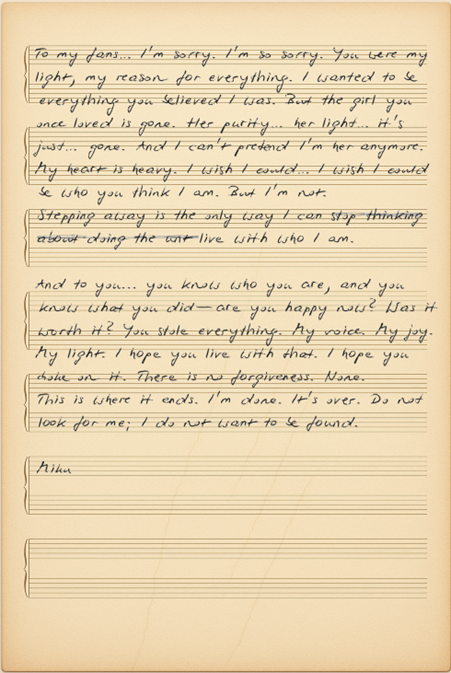 To my fans... I'm sorry. I'm so sorry. You were my
light, my reason for everything. I wanted to be
everything you believed I was. But the girl you
once loved is gone. Her purity... her light... it's
just... gone. And I can't pretend I'm her anymore.
My heart is heavy. I wish I could... I wish I could
be who you think I am. But I'm not.
Stepping away is the only way I can stop thinking
about doing the unt live with who I am.
And to you... you know who you are, and you
know what you did—are you happy now? Was it
worth it? You stole everything. My voice. My joy.
My light. I hope you live with that. I hope you
choke on it. There is no forgiveness. None.
This is where it ends. I'm done. It's over. Do not
look for me; I do not want to be found.
Miku